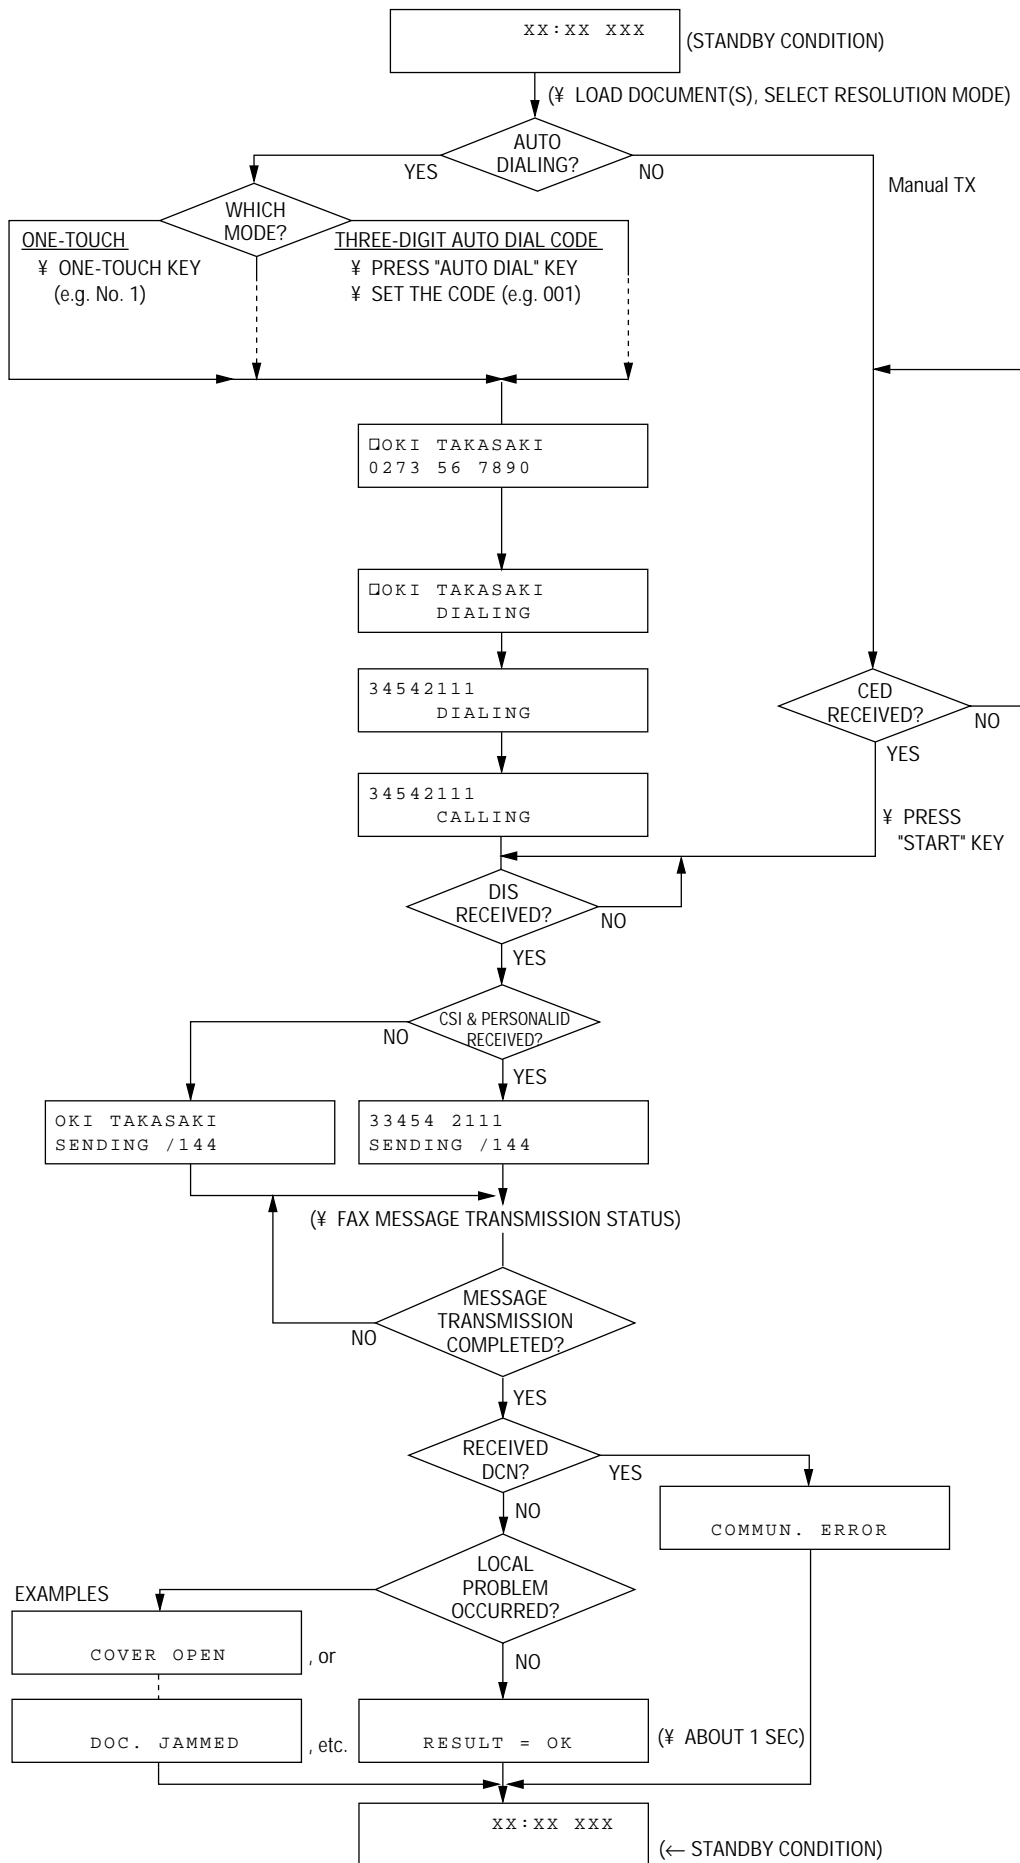 XX:XX XXX
(STANDBY CONDITION)
(¥ LOAD DOCUMENT(S), SELECT RESOLUTION MODE)
AUTO
DIALING?
YES
NO
Manual TX
WHICH
MODE?
ONE-TOUCH
¥ ONE-TOUCH KEY
(e.g. No. 1)
THREE-DIGIT AUTO DIAL CODE
¥ PRESS "AUTO DIAL" KEY
¥ SET THE CODE (e.g. 001)
OKI TAKASAKI
0273 56 7890
OKI TAKASAKI
DIALING
34542111
DIALING
CED
RECEIVED?
NO
YES
34542111
CALLING
¥ PRESS
"START" KEY
DIS
RECEIVED?
NO
YES
CSI & PERSONALID
RECEIVED?
NO
YES
OKI TAKASAKI
SENDING /144
33454 2111
SENDING /144
(¥ FAX MESSAGE TRANSMISSION STATUS)
MESSAGE
TRANSMISSION
COMPLETED?
NO
YES
RECEIVED
DCN?
YES
NO
COMMUN. ERROR
LOCAL
PROBLEM
OCCURRED?
EXAMPLES
COVER OPEN
, or
NO
DOC. JAMMED
, etc.
RESULT = OK
(¥ ABOUT 1 SEC)
XX:XX XXX
(← STANDBY CONDITION)